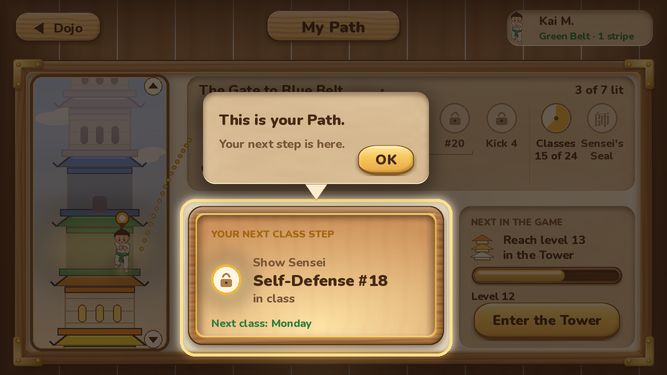 Dojo
My Path
Kai M.
Green Belt · 1 stripe
The Gate to Blue Belt
3 of 7 lit
#20
Kick 4
Classes
15 of 24
Sensei's
Seal
This is your Path.
Your next step is here.
OK
YOUR NEXT CLASS STEP
Show Sensei
Self-Defense #18
in class
Next class: Monday
NEXT IN THE GAME
Reach level 13
in the Tower
Level 12
Enter the Tower